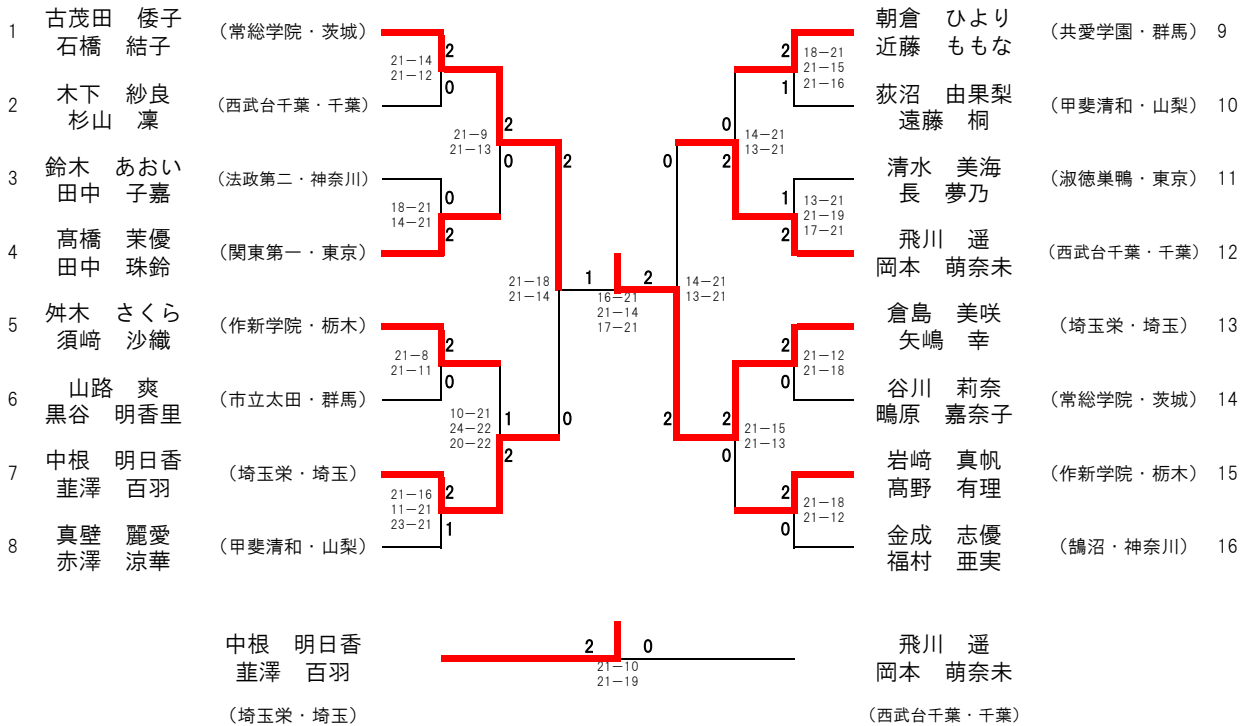 1
古茂田　倭子
石橋　結子
（常総学院・茨城）
2
木下　紗良
杉山　凜
（西武台千葉・千葉）
3
鈴木　あおい
田中　子嘉
（法政第二・神奈川）
4
髙橋　茉優
田中　珠鈴
（関東第一・東京）
5
舛木　さくら
須﨑　沙織
（作新学院・栃木）
6
山路　爽
黒谷　明香里
（市立太田・群馬）
7
中根　明日香
韮澤　百羽
（埼玉栄・埼玉）
8
真壁　麗愛
赤澤　涼華
（甲斐清和・山梨）
2
21－14
21－12
0
0
18－21
14－21
2
2
21－8
21－11
0
2
21－16
11－21
23－21
1
2
21－9
21－13
0
1
10－21
24－22
20－22
2
2
21－18
21－14
0
1
2
16－21
21－14
17－21
0
14－21
13－21
2
0
14－21
13－21
2
2
21－15
21－13
0
2
18－21
21－15
21－16
1
1
13－21
21－19
17－21
2
2
21－12
21－18
0
2
21－18
21－12
0
朝倉　ひより
近藤　ももな
（共愛学園・群馬）
9
荻沼　由果梨
遠藤　桐
（甲斐清和・山梨）
10
清水　美海
長　夢乃
（淑徳巣鴨・東京）
11
飛川　遥
岡本　萌奈未
（西武台千葉・千葉）
12
倉島　美咲
矢嶋　幸
（埼玉栄・埼玉）
13
谷川　莉奈
鴫原　嘉奈子
（常総学院・茨城）
14
岩﨑　真帆
髙野　有理
（作新学院・栃木）
15
金成　志優
福村　亜実
（鵠沼・神奈川）
16
中根　明日香
韮澤　百羽
（埼玉栄・埼玉）
2
0
21－10
21－19
飛川　遥
岡本　萌奈未
（西武台千葉・千葉）